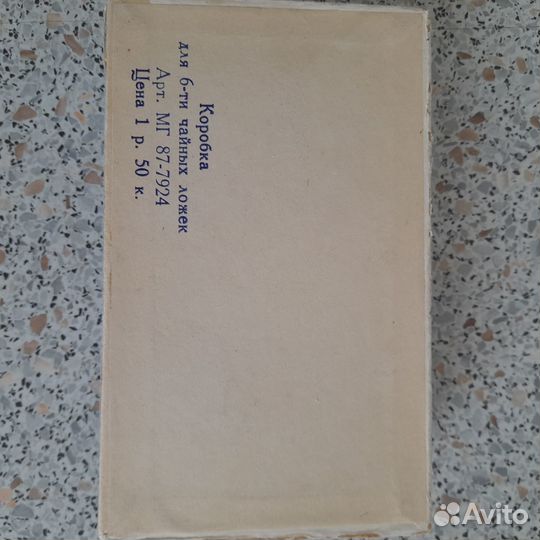 Коробка
для 6-ти чайных ложек
Арт. МГ 87-7924
Цена 1 р. 50 к.
Avito